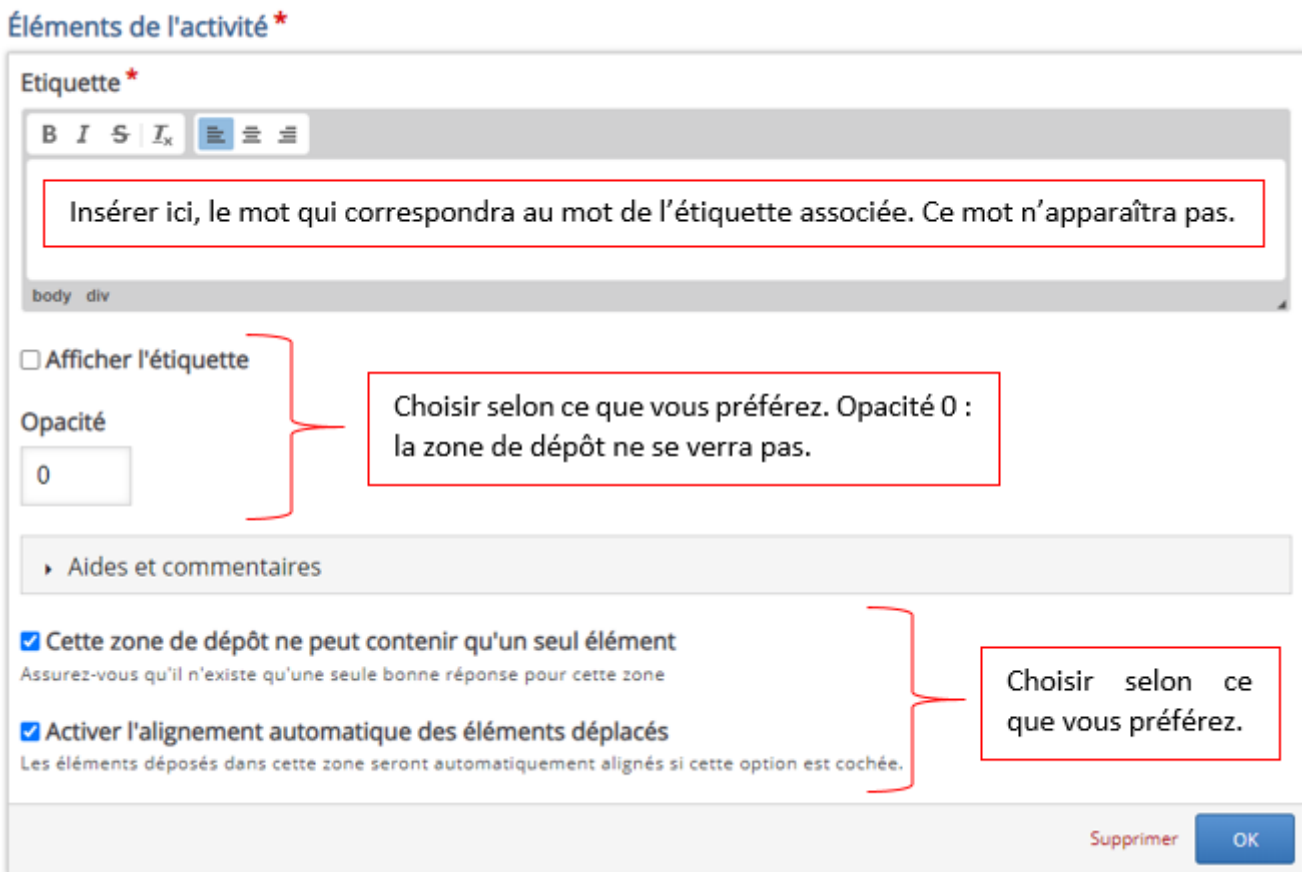 Éléments de l'activité *
Etiquette *
B I S Ix
Insérer ici, le mot qui correspondra au mot de l’étiquette associée. Ce mot n’apparaîtra pas.
body div
Afficher l'étiquette
Opacité
0
Choisir selon ce que vous préférez. Opacité 0 :
la zone de dépôt ne se verra pas.
Aides et commentaires
Cette zone de dépôt ne peut contenir qu'un seul élément
Assurez-vous qu'il n'existe qu'une seule bonne réponse pour cette zone
Activer l'alignement automatique des éléments déplacés
Les éléments déposés dans cette zone seront automatiquement alignés si cette option est cochée.
Choisir selon ce
que vous préférez.
Supprimer OK